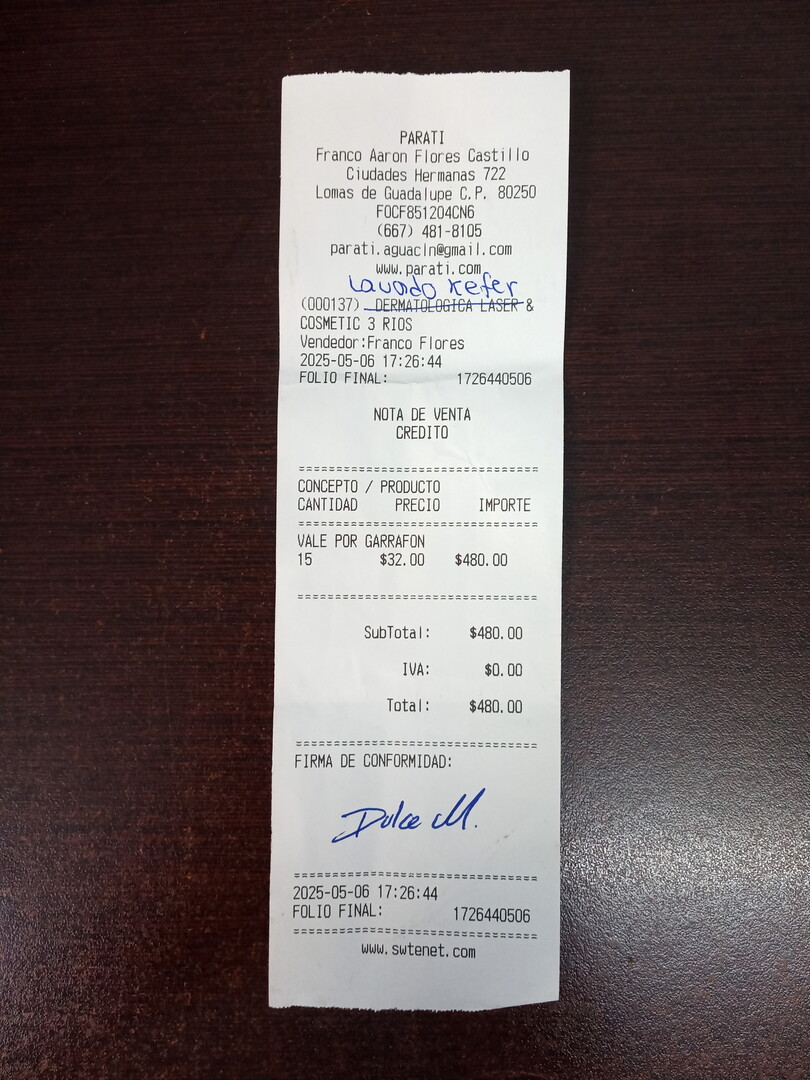 PARATI
Franco Aaron Flores Castillo
Ciudades Hermanas 722
Lomas de Guadalupe C.P. 80250
FOCF851204CN6
(667) 481-8105
parati.aguacln@gmail.com
www.parati.com
Lavado Kefer
(000137) DERMATOLOGICA LASER &
COSMETIC 3 RIOS
Vendedor:Franco Flores
2025-05-06 17:26:44
FOLIO FINAL: 1726440506
NOTA DE VENTA
CREDITO
===============================
CONCEPTO / PRODUCTO
CANTIDAD PRECIO IMPORTE
===============================
VALE POR GARRAFON
15 $32.00 $480.00
===============================
SubTotal: $480.00
IVA: $0.00
Total: $480.00
===============================
FIRMA DE CONFORMIDAD:
Dulce M.
===============================
2025-05-06 17:26:44
FOLIO FINAL: 1726440506
===============================
www.swtenet.com